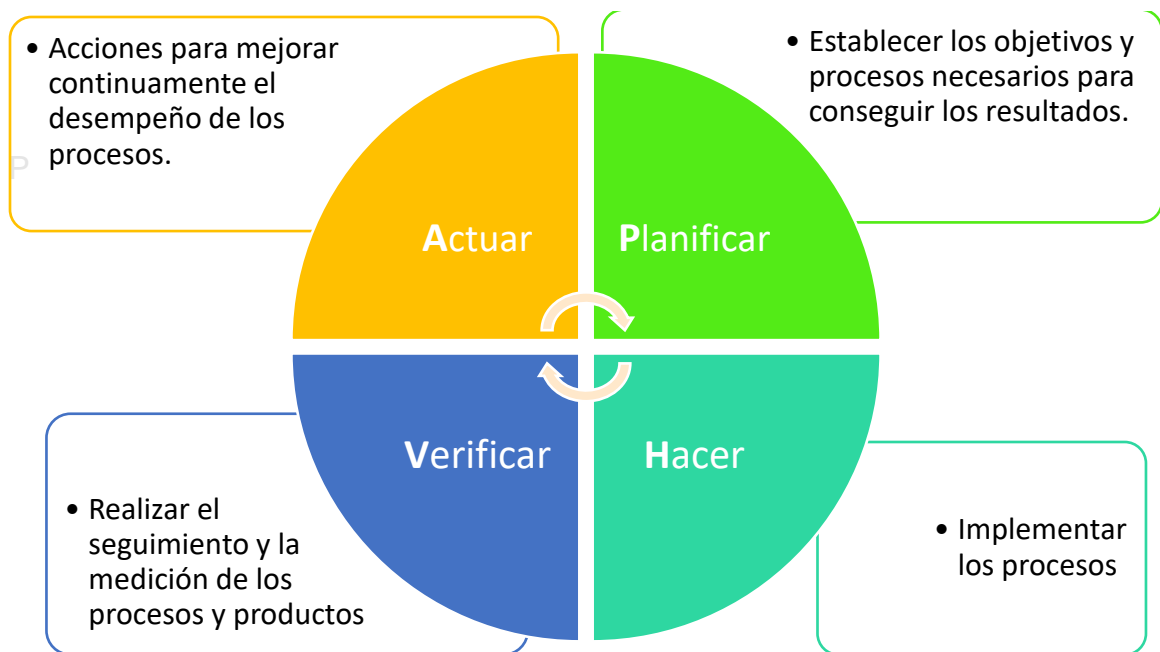 • Acciones para mejorar
continuamente el
desempeño de los
procesos.
• Establecer los objetivos y
procesos necesarios para
conseguir los resultados.
P
Actuar
Planificar
Verificar
Hacer
• Realizar el
seguimiento y la
medición de los
procesos y productos
• Implementar
los procesos